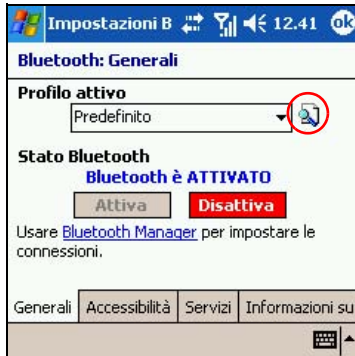 Impostazioni B 12.41 ok
Bluetooth: Generali
Profilo attivo
Predefinito
Stato Bluetooth
Bluetooth è ATTIVATO
Attiva Disattiva
Usare Bluetooth Manager per impostare le
connessioni.
Generali Accessibilità Servizi Informazioni su